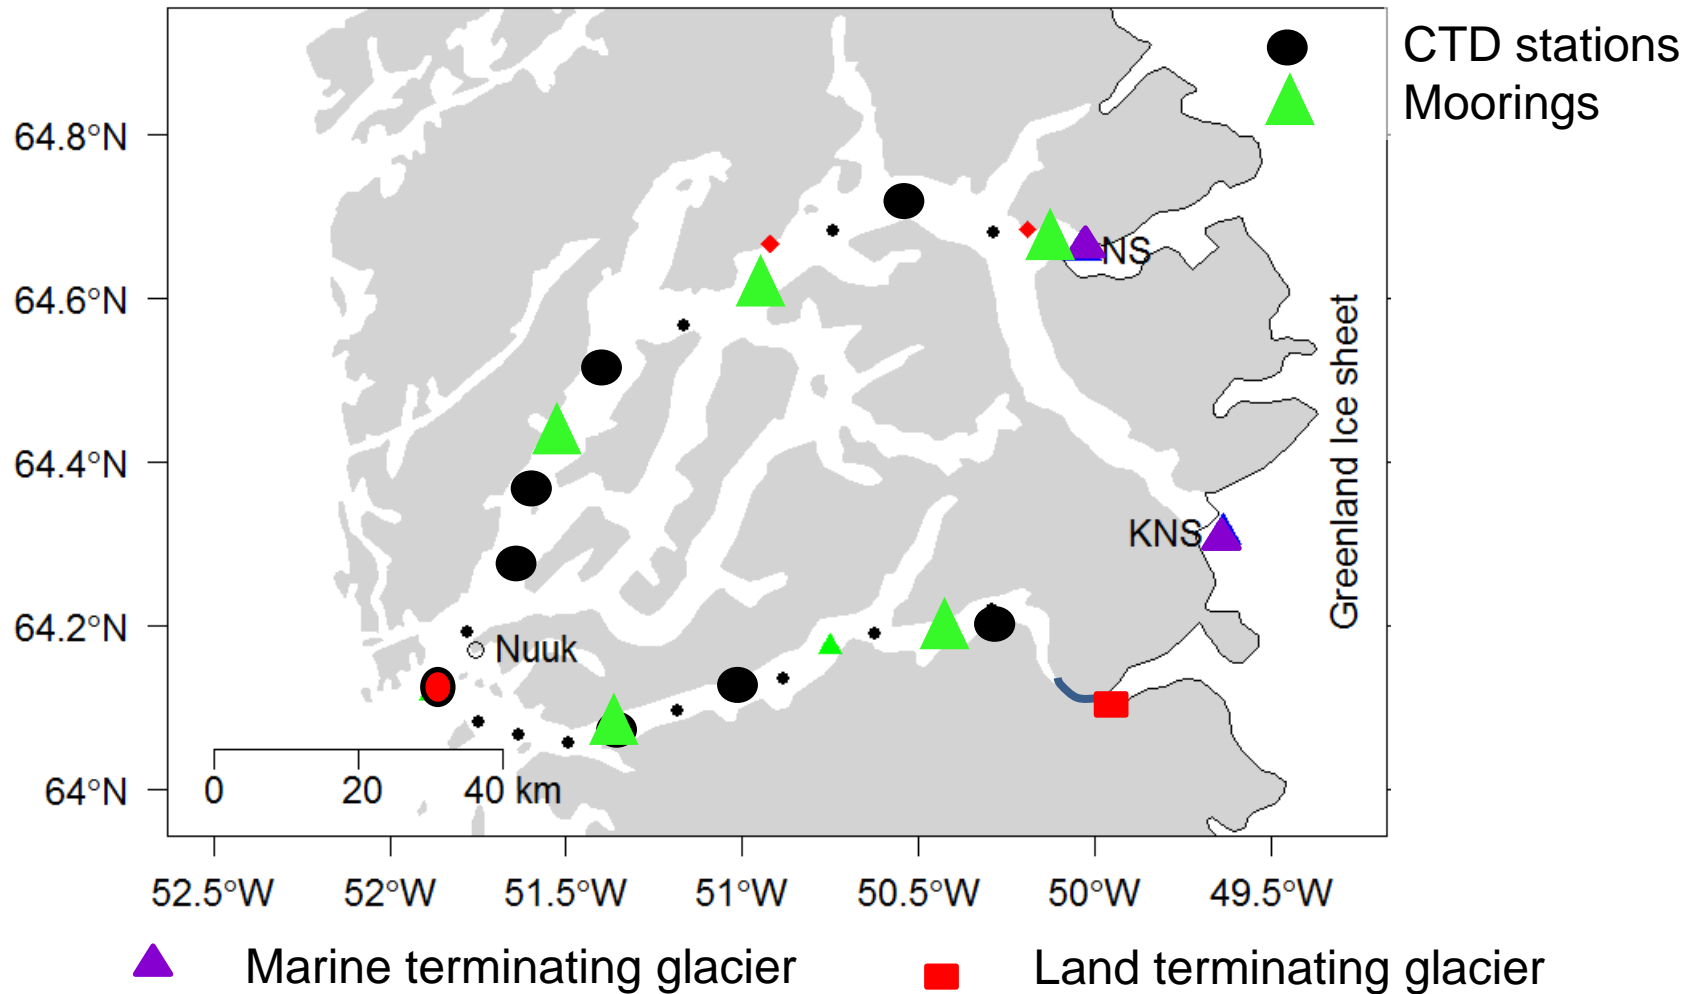 CTD stations
Moorings
64.8°N
64.6°N
64.4°N
64.2°N
64°N
NS
KNS
Greenland Ice sheet
Nuuk
0 20 40 km
52.5°W 52°W 51.5°W 51°W 50.5°W 50°W 49.5°W
Marine terminating glacier Land terminating glacier